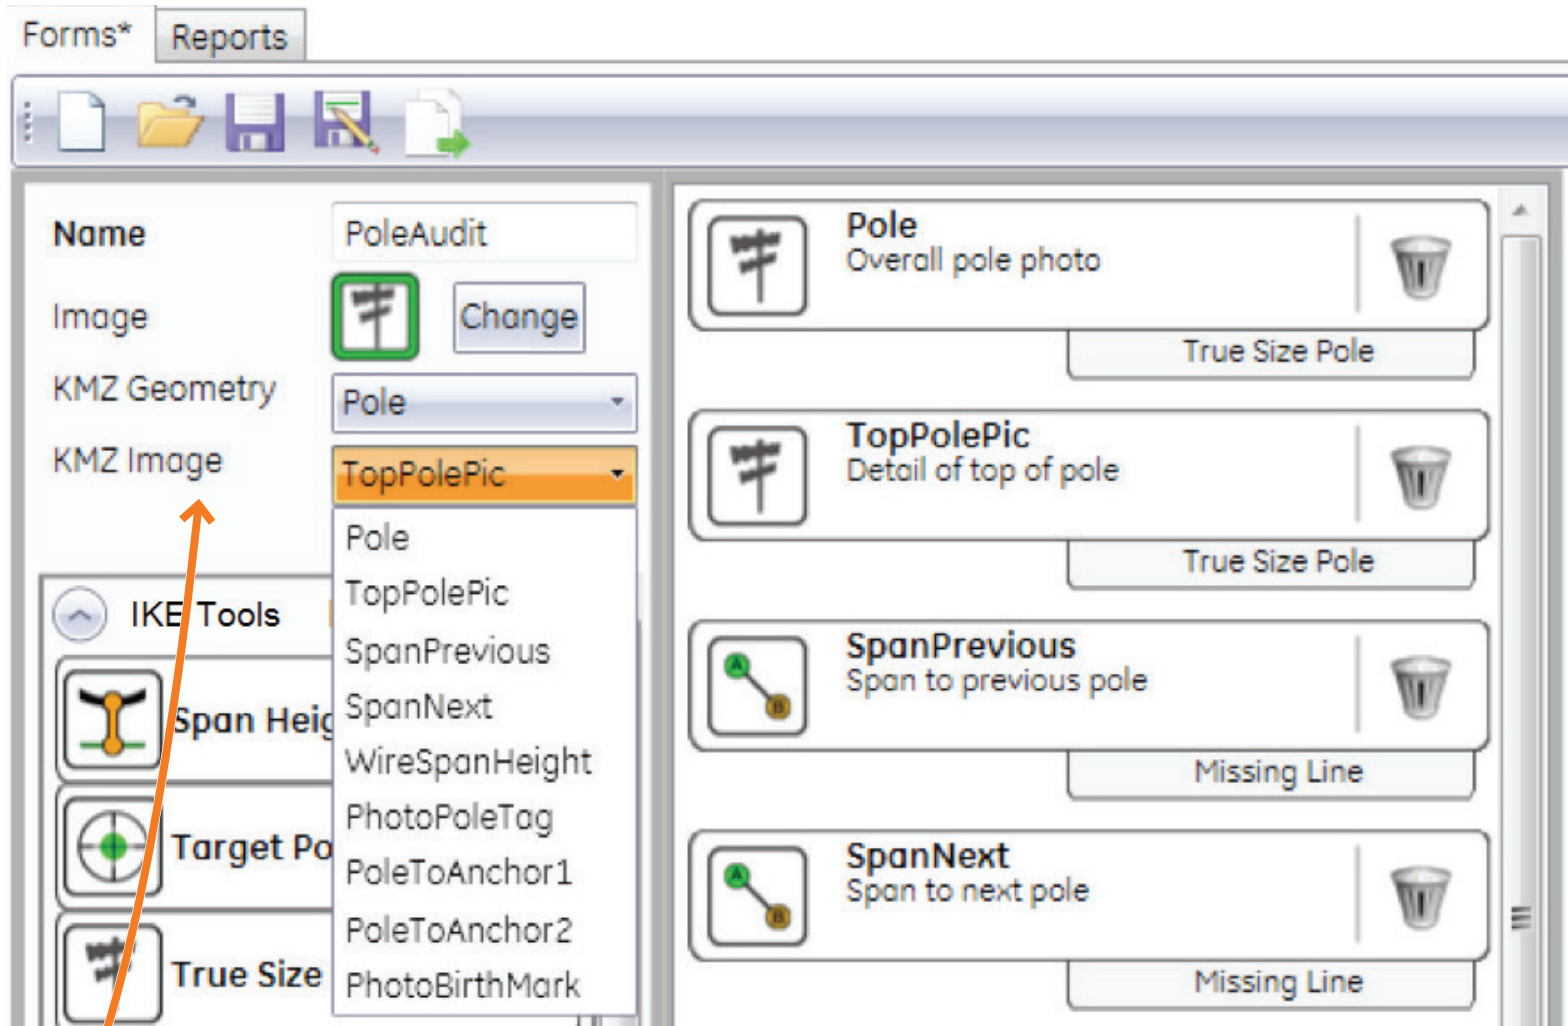 Forms* Reports
Name PoleAudit
Image Change
KMZ Geometry Pole
KMZ Image TopPolePic
Pole
TopPolePic
SpanPrevious
SpanNext
WireSpanHeight
PhotoPoleTag
PoleToAnchor1
PoleToAnchor2
PhotoBirthMark
IKE Tools
Span Heig
Target Po
True Size
Pole
Overall pole photo
True Size Pole
TopPolePic
Detail of top of pole
True Size Pole
SpanPrevious
Span to previous pole
A
B
Missing Line
SpanNext
Span to next pole
A
B
Missing Line